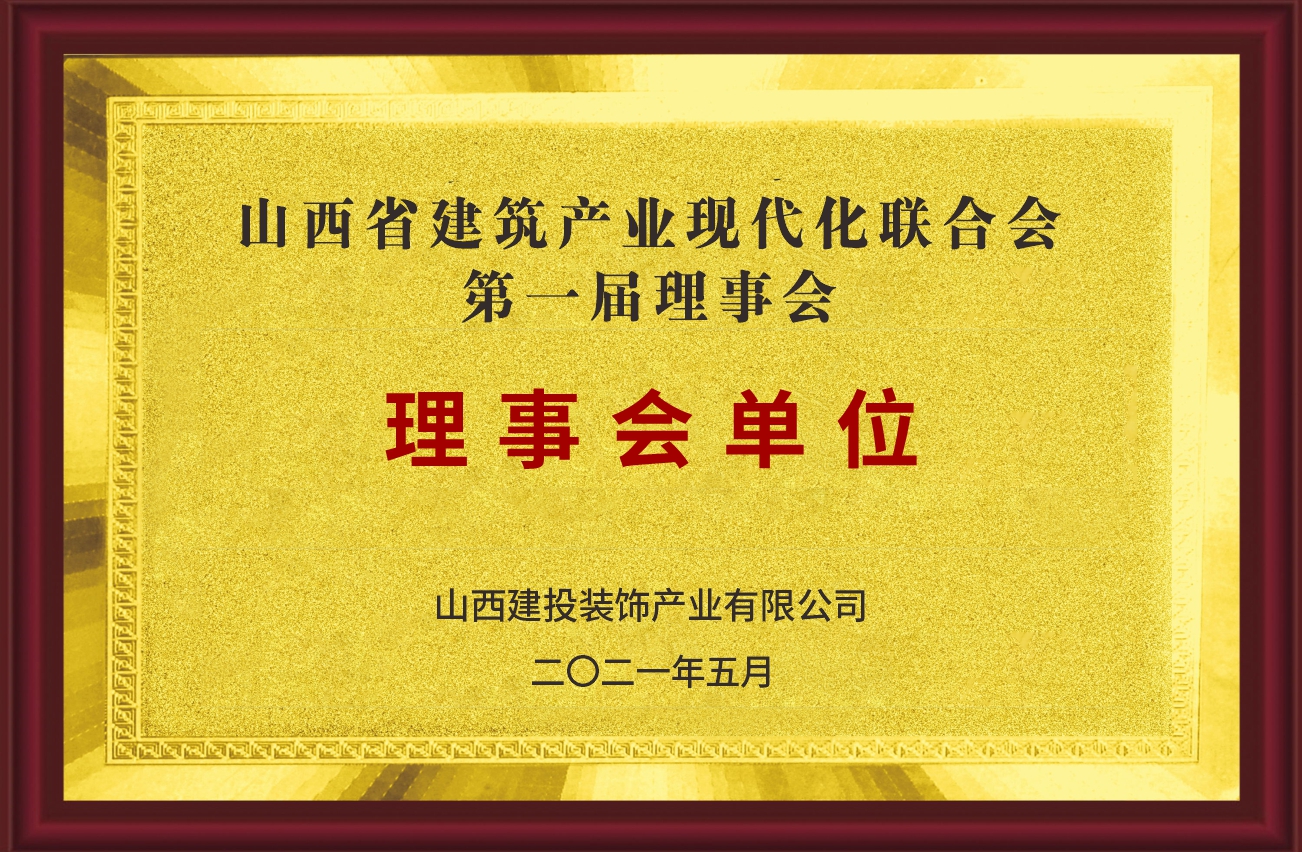 山西省建筑产业现代化联合会
第一届理事会
理事会单位
山西建投装饰产业有限公司
二〇二一年五月